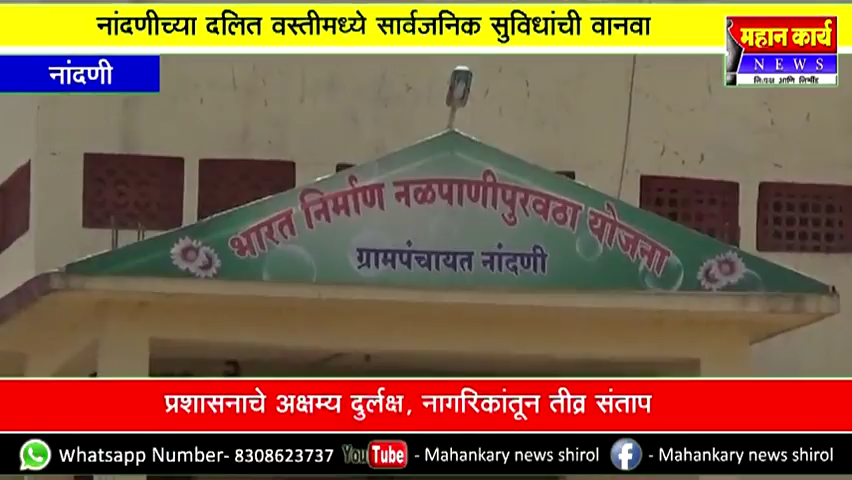 नांदणीच्या दलित वस्तीमध्ये सार्वजनिक सुविधांची वानवा
महान कार्य
NEWS
नांदणी
भारत निर्माण नळपाणीपुरवठा योजना
ग्रामपंचायत नांदणी
प्रशासनाचे अक्षम्य दुर्लक्ष, नागरिकांतून तीव्र संताप
Whatsapp Number- 8308623737 YouTube - Mahankary news shirol f - Mahankary news shirol